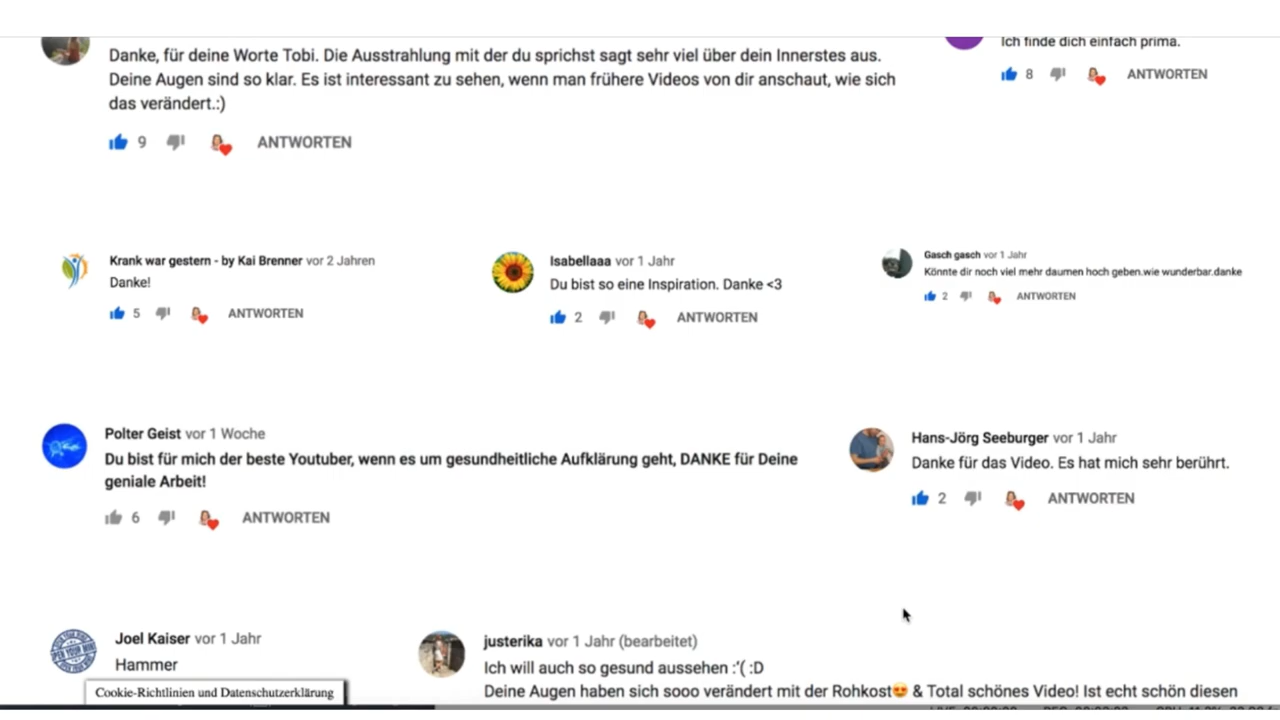 Danke, für deine Worte Tobi. Die Ausstrahlung mit der du sprichst sagt sehr viel über dein Innerstes aus.
Deine Augen sind so klar. Es ist interessant zu sehen, wenn man frühere Videos von dir anschaut, wie sich
das verändert.:)
9 ANTWORTEN
Ich finde dich einfach prima.
8 ANTWORTEN
Krank war gestern - by Kai Brenner vor 2 Jahren
Danke!
5 ANTWORTEN
Isabellaaa vor 1 Jahr
Du bist so eine Inspiration. Danke <3
2 ANTWORTEN
Gasch gasch vor 1 Jahr
Könnte dir noch viel mehr daumen hoch geben.wie wunderbar.danke
2 ANTWORTEN
Polter Geist vor 1 Woche
Du bist für mich der beste Youtuber, wenn es um gesundheitliche Aufklärung geht, DANKE für Deine
geniale Arbeit!
6 ANTWORTEN
Hans-Jörg Seeburger vor 1 Jahr
Danke für das Video. Es hat mich sehr berührt.
2 ANTWORTEN
Joel Kaiser vor 1 Jahr
Hammer
justerika vor 1 Jahr (bearbeitet)
Ich will auch so gesund aussehen :'( :D
Deine Augen haben sich sooo verändert mit der Rohkost😍 & Total schönes Video! Ist echt schön diesen
Cookie-Richtlinien und Datenschutzerklärung